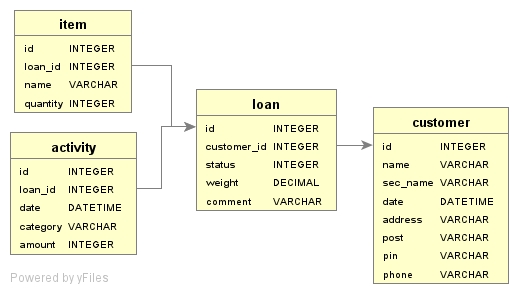 item
id INTEGER
loan_id INTEGER
name VARCHAR
quantity INTEGER
activity
id INTEGER
loan_id INTEGER
date DATETIME
category VARCHAR
amount INTEGER
loan
id INTEGER
customer_id INTEGER
status INTEGER
weight DECIMAL
comment VARCHAR
customer
id INTEGER
name VARCHAR
sec_name VARCHAR
date DATETIME
address VARCHAR
post VARCHAR
pin VARCHAR
phone VARCHAR
Powered by yFiles